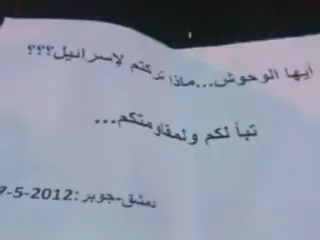 أيها الوحوش...ماذا تركتم لإسرائيل؟؟؟
تبا لكم ولمقاومتكم...
دمشق-جوبر :2012-5-7